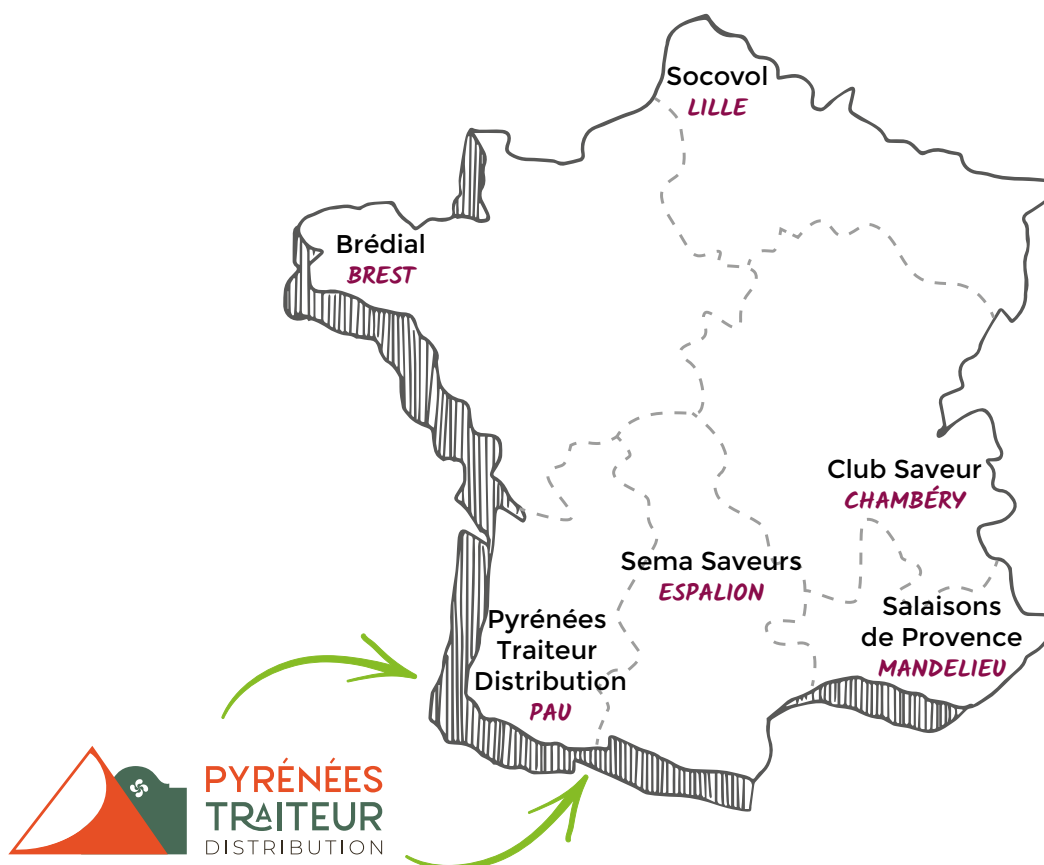 Socovol
LILLE
Brédial
BREST
Club Saveur
CHAMBÉRY
Sema Saveurs
ESPALION
Salaisons
de Provence
MANDELIEU
Pyrénées
Traiteur
Distribution
PAU
PYRÉNÉES
TRAITEUR
DISTRIBUTION